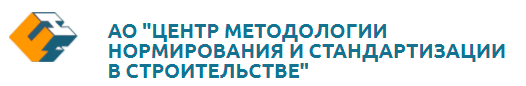 АО "ЦЕНТР МЕТОДОЛОГИИ
НОРМИРОВАНИЯ И СТАНДАРТИЗАЦИИ
В СТРОИТЕЛЬСТВЕ"